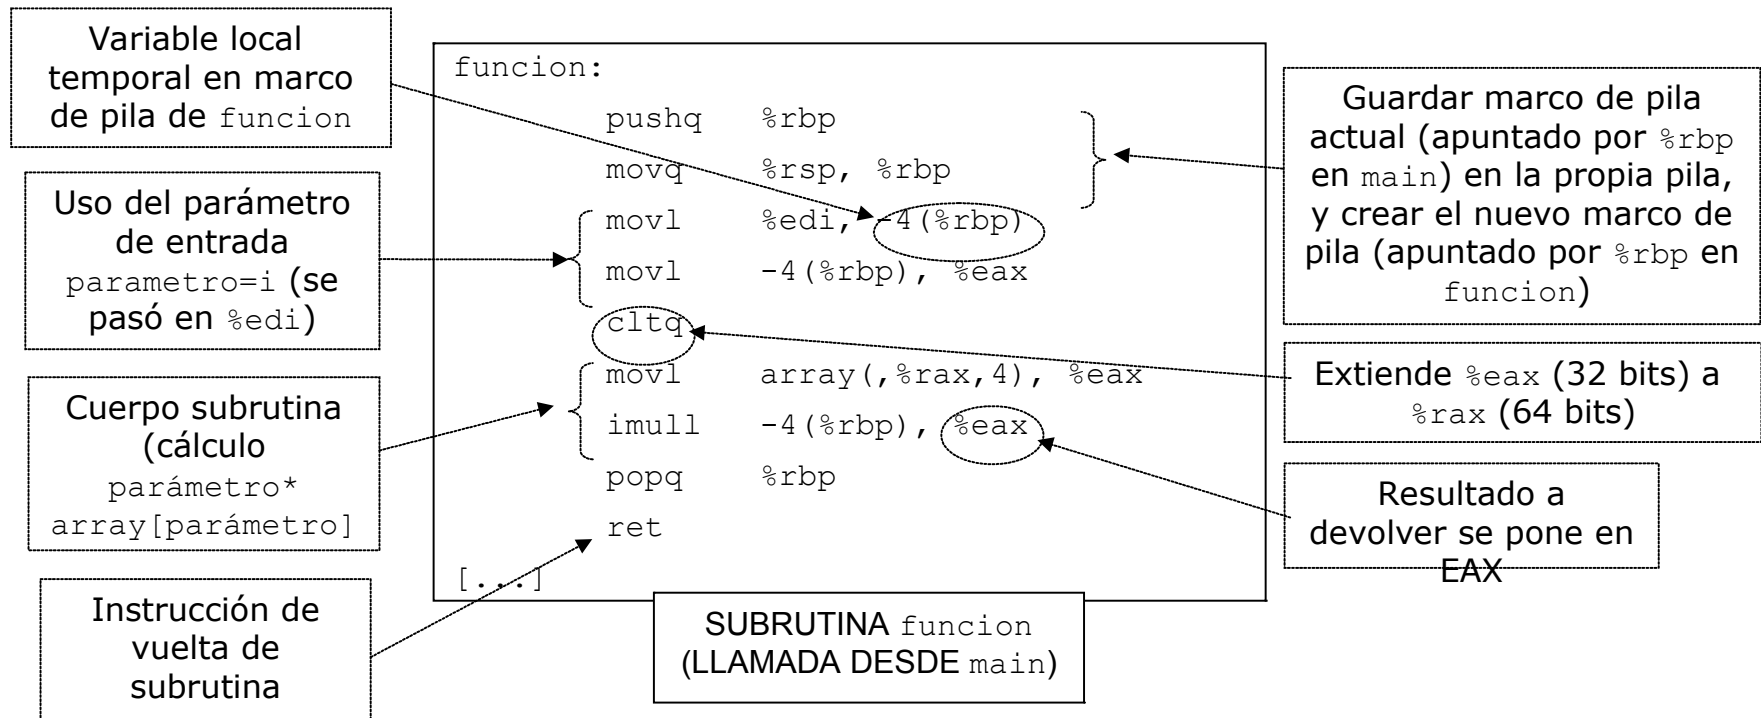 Variable local
temporal en marco
de pila de funcion
Uso del parámetro
de entrada
parametro=i (se
pasó en %edi)
Cuerpo subrutina
(cálculo
parámetro*
array[parámetro]
Instrucción de
vuelta de
subrutina
funcion:
pushq %rbp
movq %rsp, %rbp
movl %edi, -4(%rbp)
movl -4(%rbp), %eax
cltq
movl array(,%rax,4), %eax
imull -4(%rbp), %eax
popq %rbp
ret
[...]
SUBRUTINA funcion
(LLAMADA DESDE main)
Guardar marco de pila
actual (apuntado por %rbp
en main) en la propia pila,
y crear el nuevo marco de
pila (apuntado por %rbp en
funcion)
Extiende %eax (32 bits) a
%rax (64 bits)
Resultado a
devolver se pone en
EAX